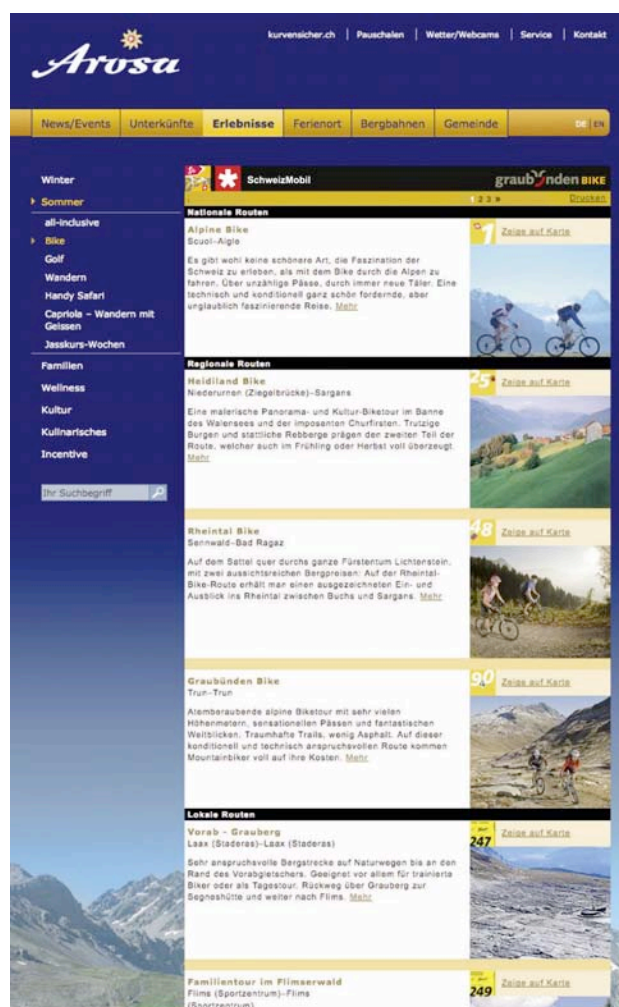 kurvensicher.ch | Pauschalen | Wetter/Webcams | Service | Kontakt
Arosa
News/Events Unterkünfte Erlebnisse Ferienort Bergbahnen Gemeinde DE | EN
Winter
Sommer
all-inclusive
Bike
Golf
Wandern
Handy Safari
Capriola – Wandern mit
Geissen
Jasskurs-Wochen
Familien
Wellness
Kultur
Kulinarisches
Incentive
Ihr Suchbegriff
SchweizMobil
graubünden BIKE
1 2 3 » Drucken
Nationale Routen
Alpine Bike
Scuol–Aigle
Es gibt wohl keine schönere Art, die Faszination der
Schweiz zu erleben, als mit dem Bike durch die Alpen zu
fahren. Über unzählige Pässe, durch immer neue Täler. Eine
technisch und konditionell ganz schön fordernde, aber
unglaublich faszinierende Reise. Mehr
1 Zeige auf Karte
Regionale Routen
Heidiland Bike
Niederurnen (Ziegelbrücke)–Sargans
Eine malerische Panorama- und Kultur-Biketour im Banne
des Walensees und der imposanten Churfirsten. Trutzige
Burgen und stattliche Rebberge prägen den zweiten Teil der
Route, welcher auch im Frühling oder Herbst voll überzeugt.
Mehr
25 Zeige auf Karte
Rheintal Bike
Sennwald–Bad Ragaz
Auf dem Sattel quer durchs ganze Fürstentum Lichtenstein,
mit zwei aussichtsreichen Bergpreisen: Auf der Rheintal-
Bike-Route erhält man einen ausgezeichneten Ein- und
Ausblick ins Rheintal zwischen Buchs und Sargans. Mehr
48 Zeige auf Karte
Graubünden Bike
Trun–Trun
Atemberaubende alpine Biketour mit sehr vielen
Höhenmetern, sensationellen Pässen und fantastischen
Weitblicken. Traumhafte Trails, wenig Asphalt. Auf dieser
konditionell und technisch anspruchsvollen Route kommen
Mountainbiker voll auf ihre Kosten. Mehr
90 Zeige auf Karte
Lokale Routen
Vorab - Grauberg
Laax (Staderas)–Laax (Staderas)
Sehr anspruchsvolle Bergstrecke auf Naturwegen bis an den
Rand des Vorabgletschers. Geeignet vor allem für trainierte
Biker oder als Tagestour. Rückweg über Grauberg zur
Segneshütte und weiter nach Flims. Mehr
247 Zeige auf Karte
Familientour im Flimserwald
Flims (Sportzentrum)–Flims
(Sportzentrum)
249 Zeige auf Karte